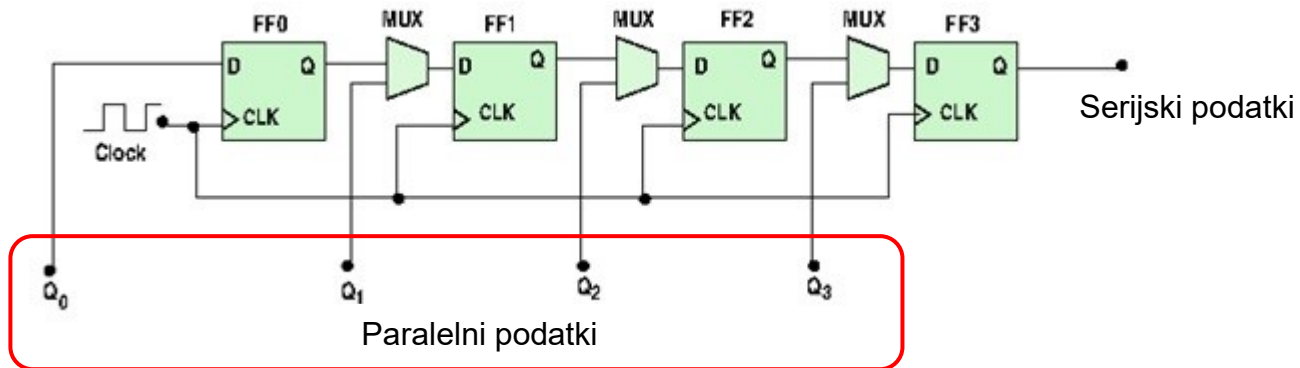 FF0 MUX FF1 MUX FF2 MUX FF3
D Q D Q D Q D Q
CLK CLK CLK CLK
Clock
Serijski podatki
Q0 Q1 Q2 Q3
Paralelni podatki